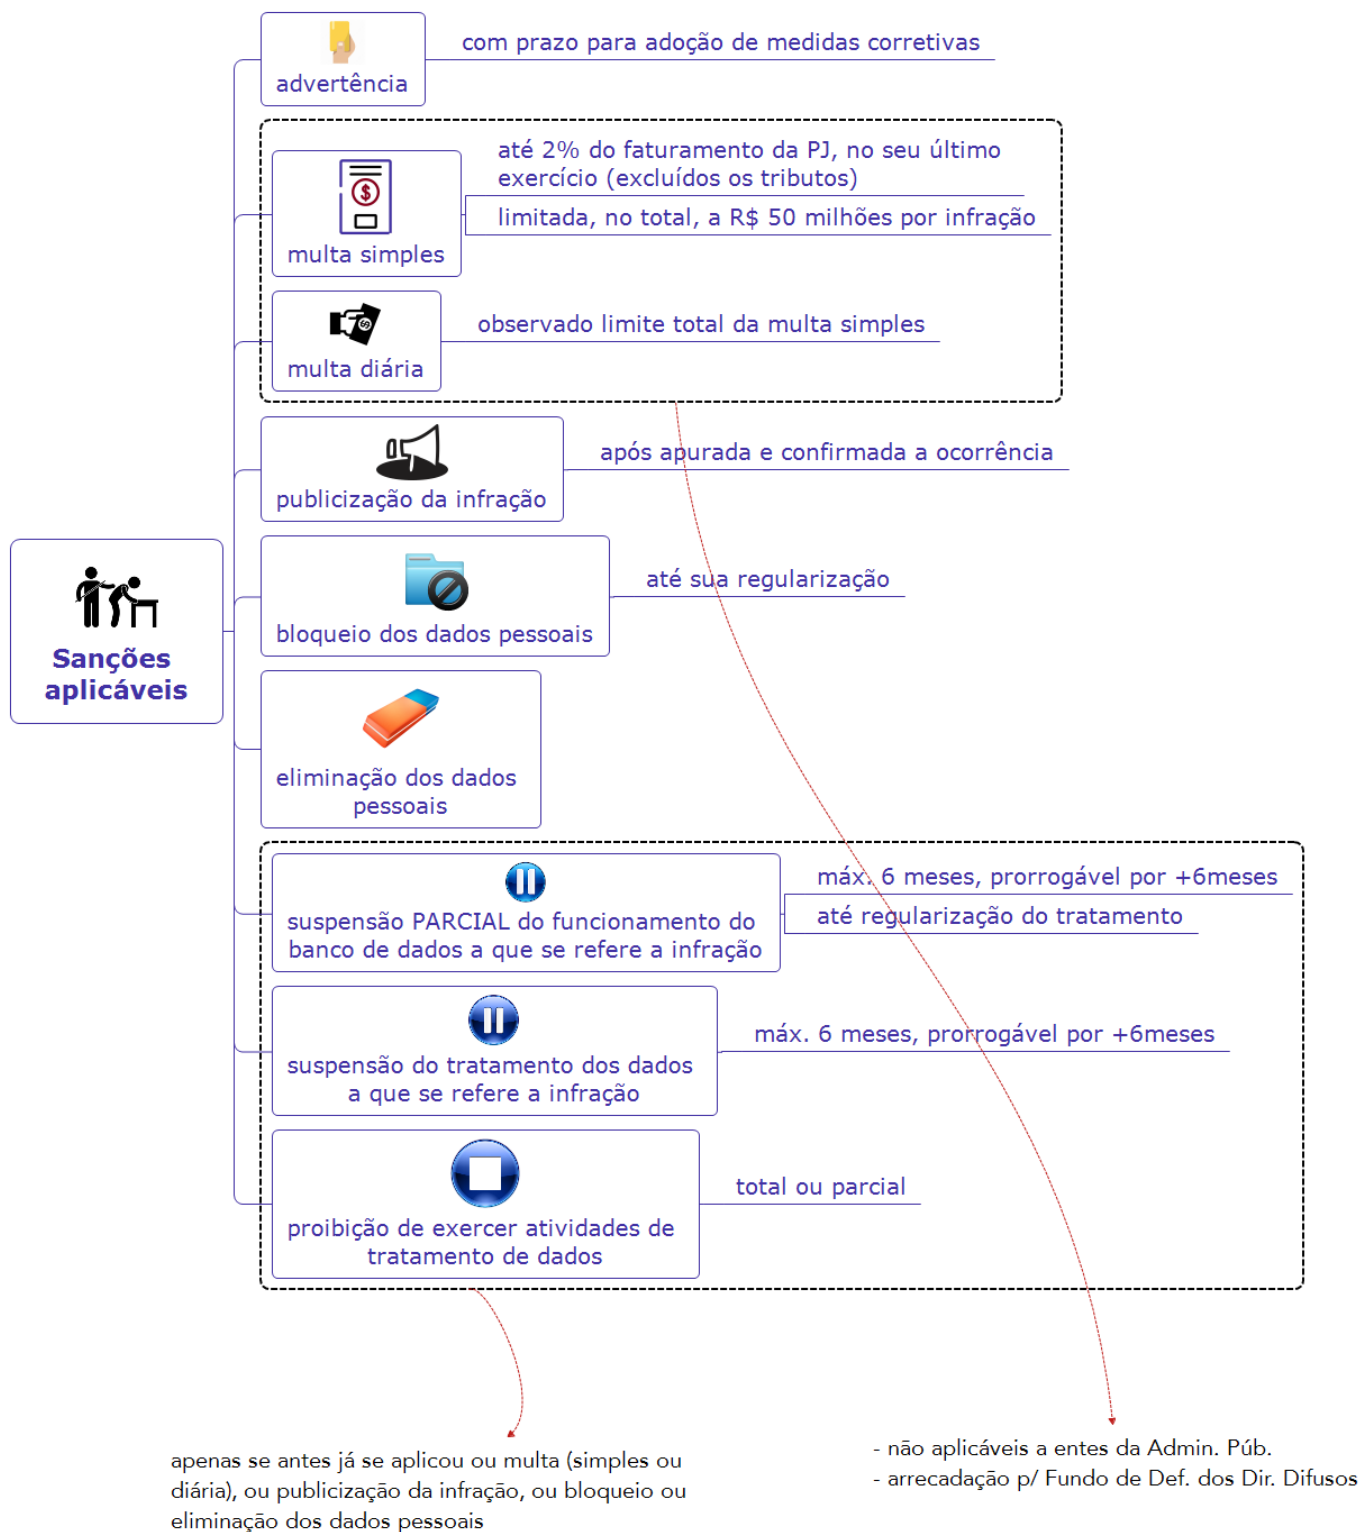 com prazo para adoção de medidas corretivas
advertência
até 2% do faturamento da PJ, no seu último
exercício (excluídos os tributos)
limitada, no total, a R$ 50 milhões por infração
multa simples
observado limite total da multa simples
multa diária
após apurada e confirmada a ocorrência
publicização da infração
até sua regularização
bloqueio dos dados pessoais
Sanções
aplicáveis
eliminação dos dados
pessoais
máx. 6 meses, prorrogável por +6meses
até regularização do tratamento
suspensão PARCIAL do funcionamento do
banco de dados a que se refere a infração
máx. 6 meses, prorrogável por +6meses
suspensão do tratamento dos dados
a que se refere a infração
total ou parcial
proibição de exercer atividades de
tratamento de dados
apenas se antes já se aplicou ou multa (simples ou
diária), ou publicização da infração, ou bloqueio ou
eliminação dos dados pessoais
- não aplicáveis a entes da Admin. Púb.
- arrecadação p/ Fundo de Def. dos Dir. Difusos